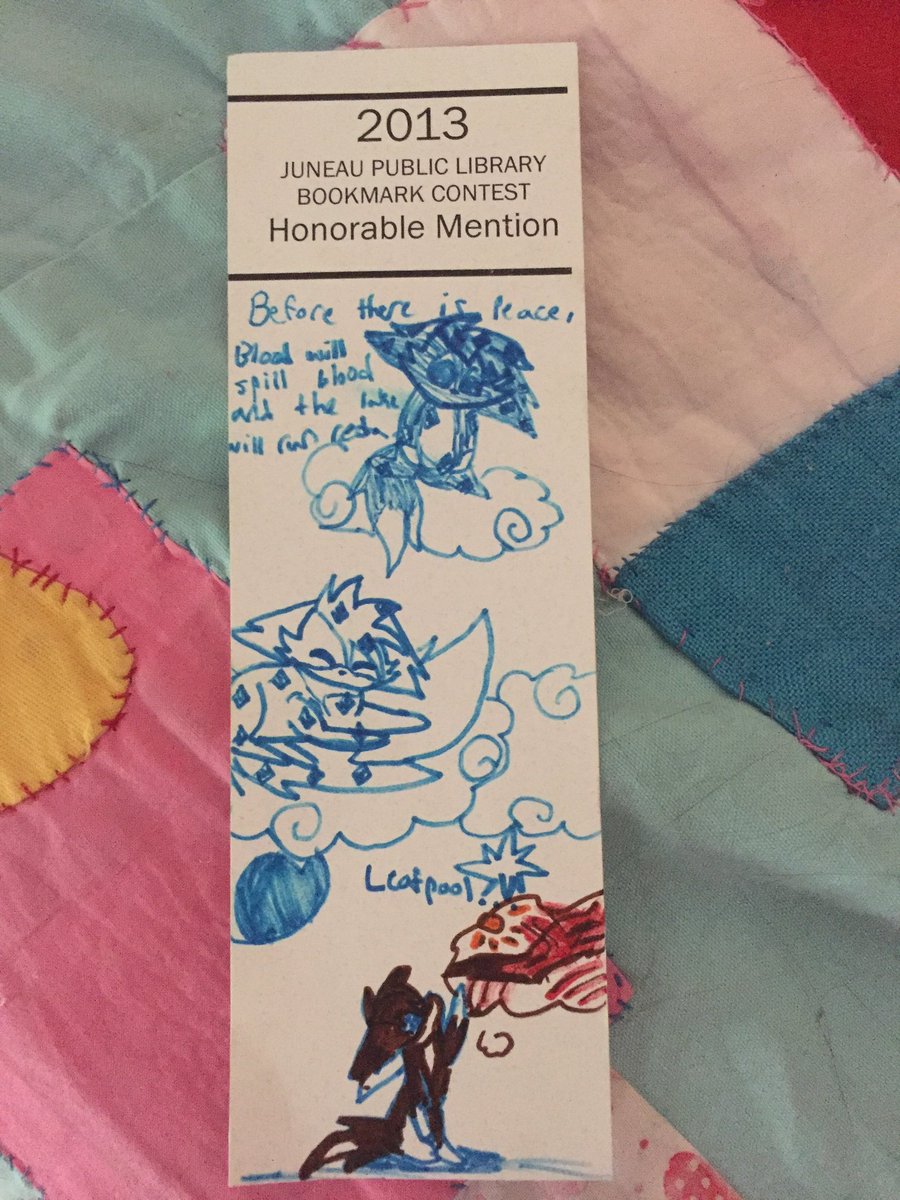 2013
JUNEAU PUBLIC LIBRARY
BOOKMARK CONTEST
Honorable Mention
Before there is Peace,
Blood will
spill blood
and the lake
will run red
Leafpool?!